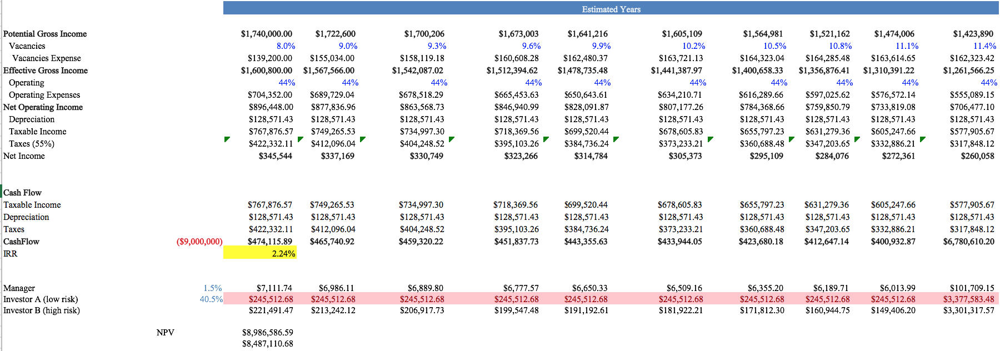 Estimated Years
Potential Gross Income $1,740,000.00 $1,722,600 $1,700,206 $1,673,003 $1,641,216 $1,605,109 $1,564,981 $1,521,162 $1,474,006 $1,423,890
Vacancies 8.0% 9.0% 9.3% 9.6% 9.9% 10.2% 10.5% 10.8% 11.1% 11.4%
Vacancies Expense $139,200.00 $155,034.00 $158,119.18 $160,608.28 $162,480.37 $163,721.13 $164,323.04 $164,285.48 $163,614.65 $162,323.42
Effective Gross Income $1,600,800.00 $1,567,566.00 $1,542,087.02 $1,512,394.62 $1,478,735.48 $1,441,387.97 $1,400,658.33 $1,356,876.41 $1,310,391.22 $1,261,566.25
Operating 44% 44% 44% 44% 44% 44% 44% 44% 44% 44%
Operating Expenses $704,352.00 $689,729.04 $678,518.29 $665,453.63 $650,643.61 $634,210.71 $616,289.66 $597,025.62 $576,572.14 $555,089.15
Net Operating Income $896,448.00 $877,836.96 $863,568.73 $846,940.99 $828,091.87 $807,177.26 $784,368.66 $759,850.79 $733,819.08 $706,477.10
Depreciation $128,571.43 $128,571.43 $128,571.43 $128,571.43 $128,571.43 $128,571.43 $128,571.43 $128,571.43 $128,571.43 $128,571.43
Taxable Income $767,876.57 $749,265.53 $734,997.30 $718,369.56 $699,520.44 $678,605.83 $655,797.23 $631,279.36 $605,247.66 $577,905.67
Taxes (55%) $422,332.11 $412,096.04 $404,248.52 $395,103.26 $384,736.24 $373,233.21 $360,688.48 $347,203.65 $332,886.21 $317,848.12
Net Income $345,544 $337,169 $330,749 $323,266 $314,784 $305,373 $295,109 $284,076 $272,361 $260,058
Cash Flow
Taxable Income $767,876.57 $749,265.53 $734,997.30 $718,369.56 $699,520.44 $678,605.83 $655,797.23 $631,279.36 $605,247.66 $577,905.67
Depreciation $128,571.43 $128,571.43 $128,571.43 $128,571.43 $128,571.43 $128,571.43 $128,571.43 $128,571.43 $128,571.43 $128,571.43
Taxes $422,332.11 $412,096.04 $404,248.52 $395,103.26 $384,736.24 $373,233.21 $360,688.48 $347,203.65 $332,886.21 $317,848.12
CashFlow ($9,000,000) $474,115.89 $465,740.92 $459,320.22 $451,837.73 $443,355.63 $433,944.05 $423,680.18 $412,647.14 $400,932.87 $6,780,610.20
IRR 2.24%
Manager 1.5% $7,111.74 $6,986.11 $6,889.80 $6,777.57 $6,650.33 $6,509.16 $6,355.20 $6,189.71 $6,013.99 $101,709.15
Investor A (low risk) 40.5% $245,512.68 $245,512.68 $245,512.68 $245,512.68 $245,512.68 $245,512.68 $245,512.68 $245,512.68 $245,512.68 $3,377,583.48
Investor B (high risk) $221,491.47 $213,242.12 $206,917.73 $199,547.48 $191,192.61 $181,922.21 $171,812.30 $160,944.75 $149,406.20 $3,301,317.57
NPV $8,986,586.59
$8,487,110.68